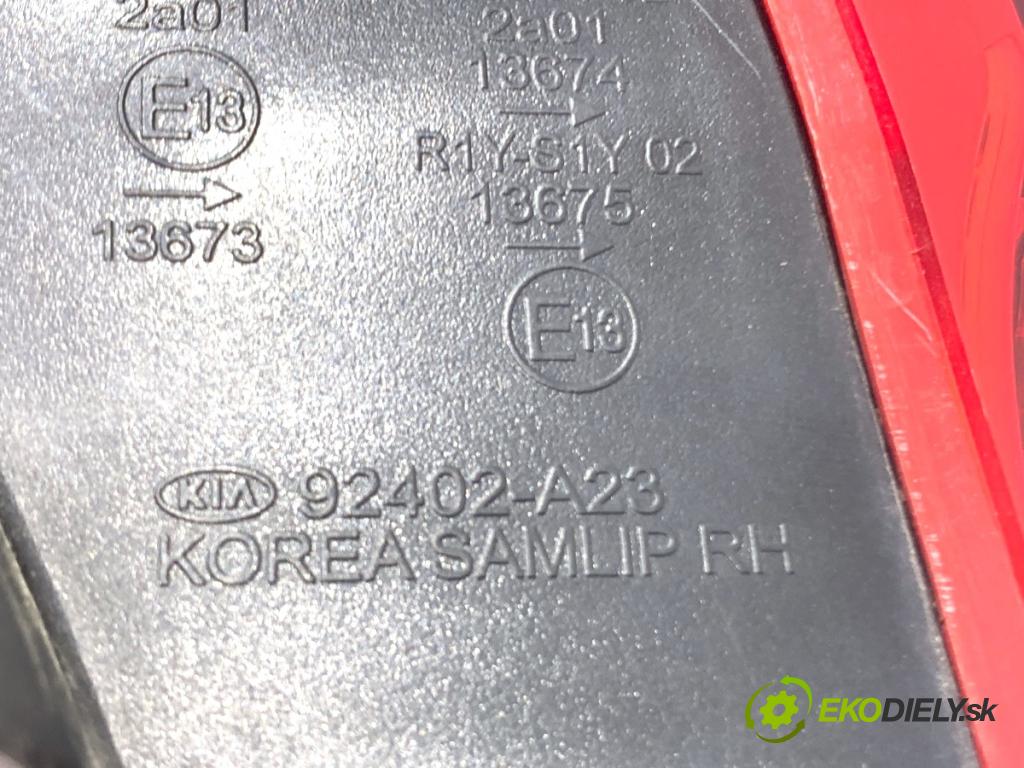 2a01
E13
→
13673
2a01
13674
→
R1Y-S1Y 02
13675
→
E13
KIA 92402-A23
KOREA SAMLIP RH
EKODIELY.sk